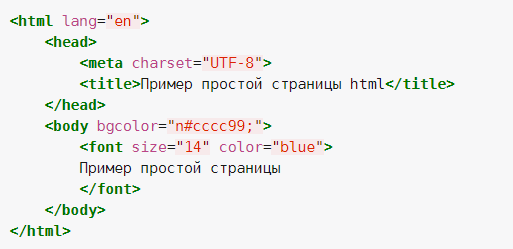 <html lang="en">
<head>
<meta charset="UTF-8">
<title>Пример простой страницы html</title>
</head>
<body bgcolor="n#cccc99;">
<font size="14" color="blue">
Пример простой страницы
</font>
</body>
</html>